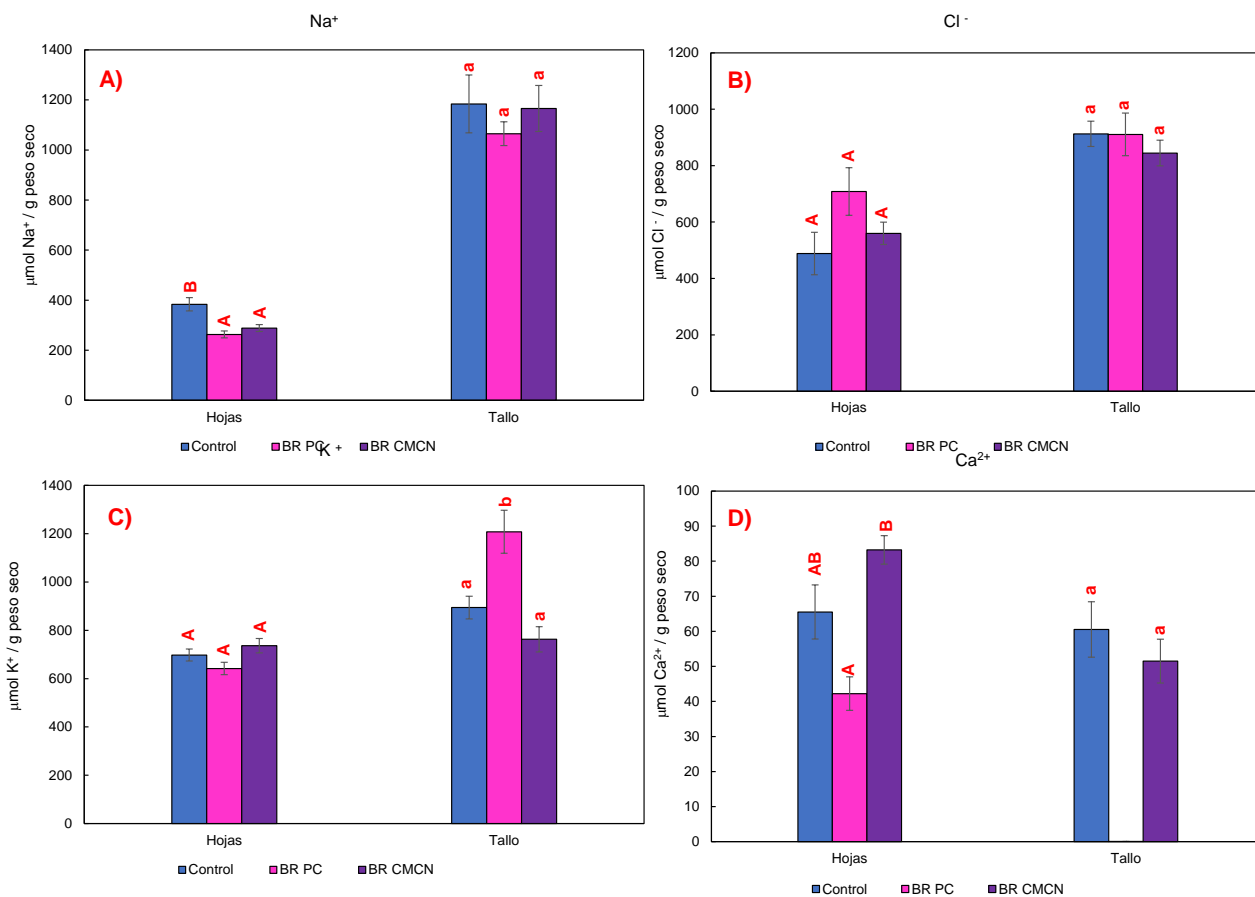 Na⁺
1400
1200
1000
800
600
400
200
0
µmol Na⁺ / g peso seco
A)
B
A
A
a
a
a
Hojas
Tallo
Control
BR PC
BR CMCN
Cl ⁻
1200
1000
800
600
400
200
0
µmol Cl ⁻ / g peso seco
B)
A
A
A
a
a
a
Hojas
Tallo
Control
BR PC
BR CMCN
K ⁺
1400
1200
1000
800
600
400
200
0
µmol K⁺ / g peso seco
C)
A
A
A
a
b
a
Hojas
Tallo
Control
BR PC
BR CMCN
Ca²⁺
100
90
80
70
60
50
40
30
20
10
0
µmol Ca²⁺ / g peso seco
D)
AB
A
B
a
a
Hojas
Tallo
Control
BR PC
BR CMCN